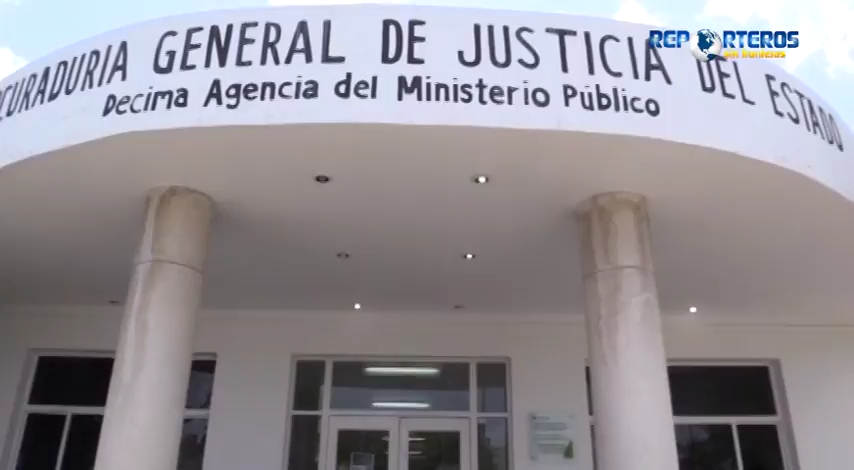 CURADURIA GENERAL DE JUSTICIA DEL ESTADO
Decima Agencia del Ministerio Público
REPORTEROS